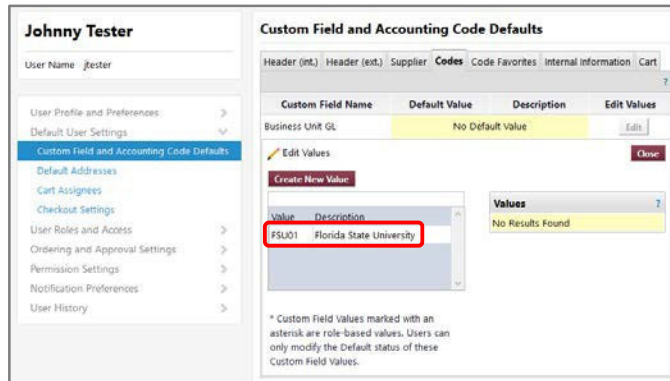 Johnny Tester
User Name jtester
User Profile and Preferences
Default User Settings
Custom Field and Accounting Code Defaults
Default Addresses
Cart Assignees
Checkout Settings
User Roles and Access
Ordering and Approval Settings
Permission Settings
Notification Preferences
User History
Custom Field and Accounting Code Defaults
Header (int.) Header (ext.) Supplier Codes Code Favorites Internal Information Cart
?
Custom Field Name Default Value Description Edit Values
Business Unit GL No Default Value Edit
Edit Values Close
Create New Value
Value Description
FSU01 Florida State University
Values ?
No Results Found
* Custom Field Values marked with an
asterisk are role-based values. Users can
only modify the Default status of these
Custom Field Values.